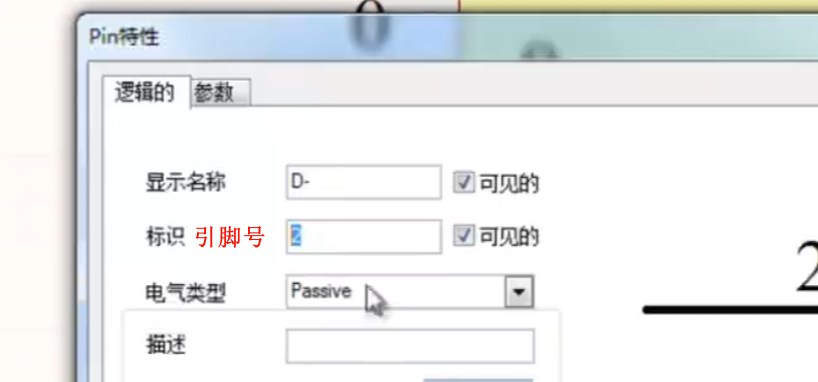 Pin特性
逻辑的 参数
显示名称 D- 可见的
标识 引脚号 2 可见的
电气类型 Passive
2
描述